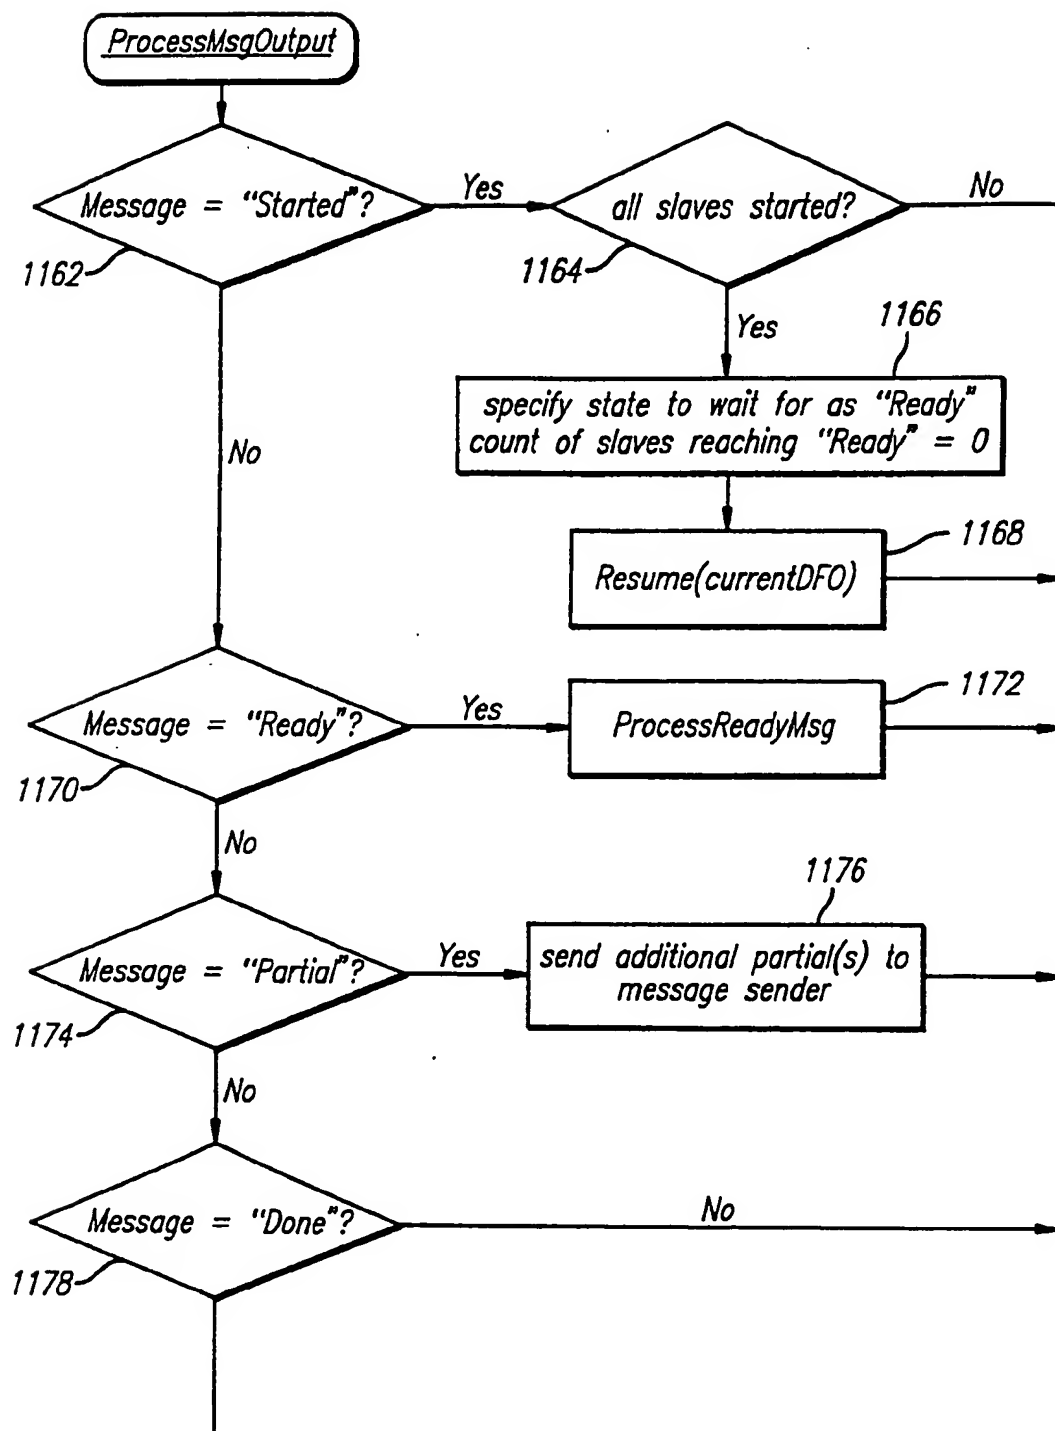 ProcessMsgOutput
Message = "Started"?
Yes
all slaves started?
No
1162
1164
Yes
1166
specify state to wait for as "Ready"
count of slaves reaching "Ready" = 0
No
1168
Resume(currentDFO)
1172
Message = "Ready"?
Yes
ProcessReadyMsg
1170
No
1176
Message = "Partial"?
Yes
send additional partial(s) to
message sender
1174
No
Message = "Done"?
No
1178